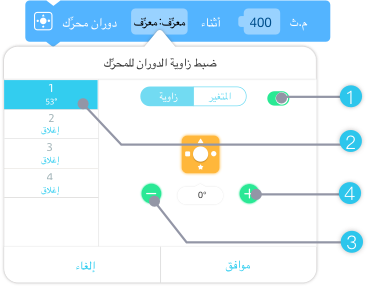 دوران محرّك معرِّف: معرِّف أثناء 400 م.ث
ضبط زاوية الدوران للمحرِّك
1
53°
2
إغلاق
3
إغلاق
4
إغلاق
زاوية المتغير
0°
إلغاء موافق
1
2
4
3